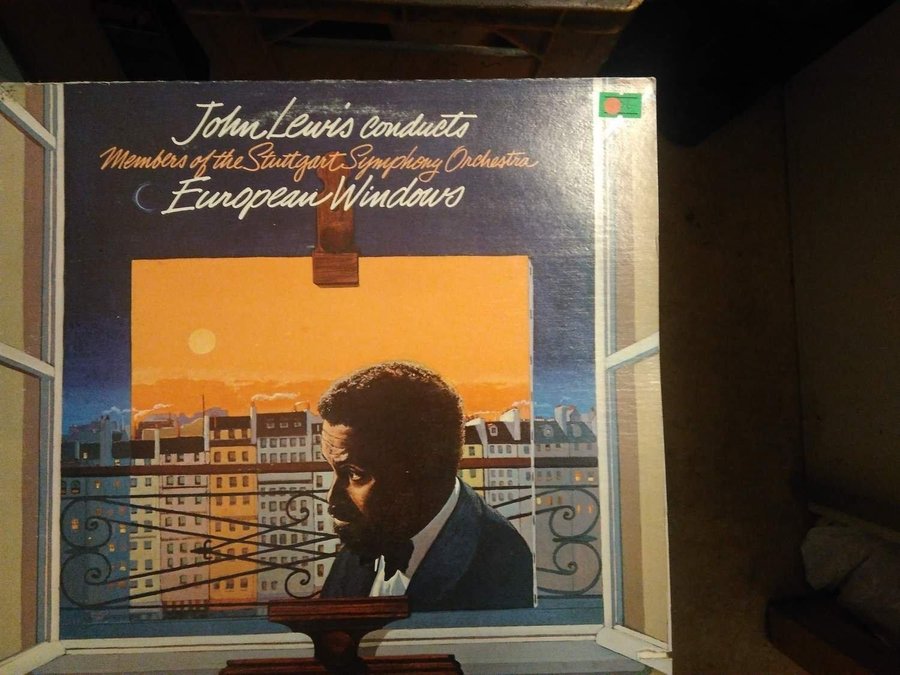 John Lewis conducts
Members of the Stuttgart Symphony Orchestra
European Windows